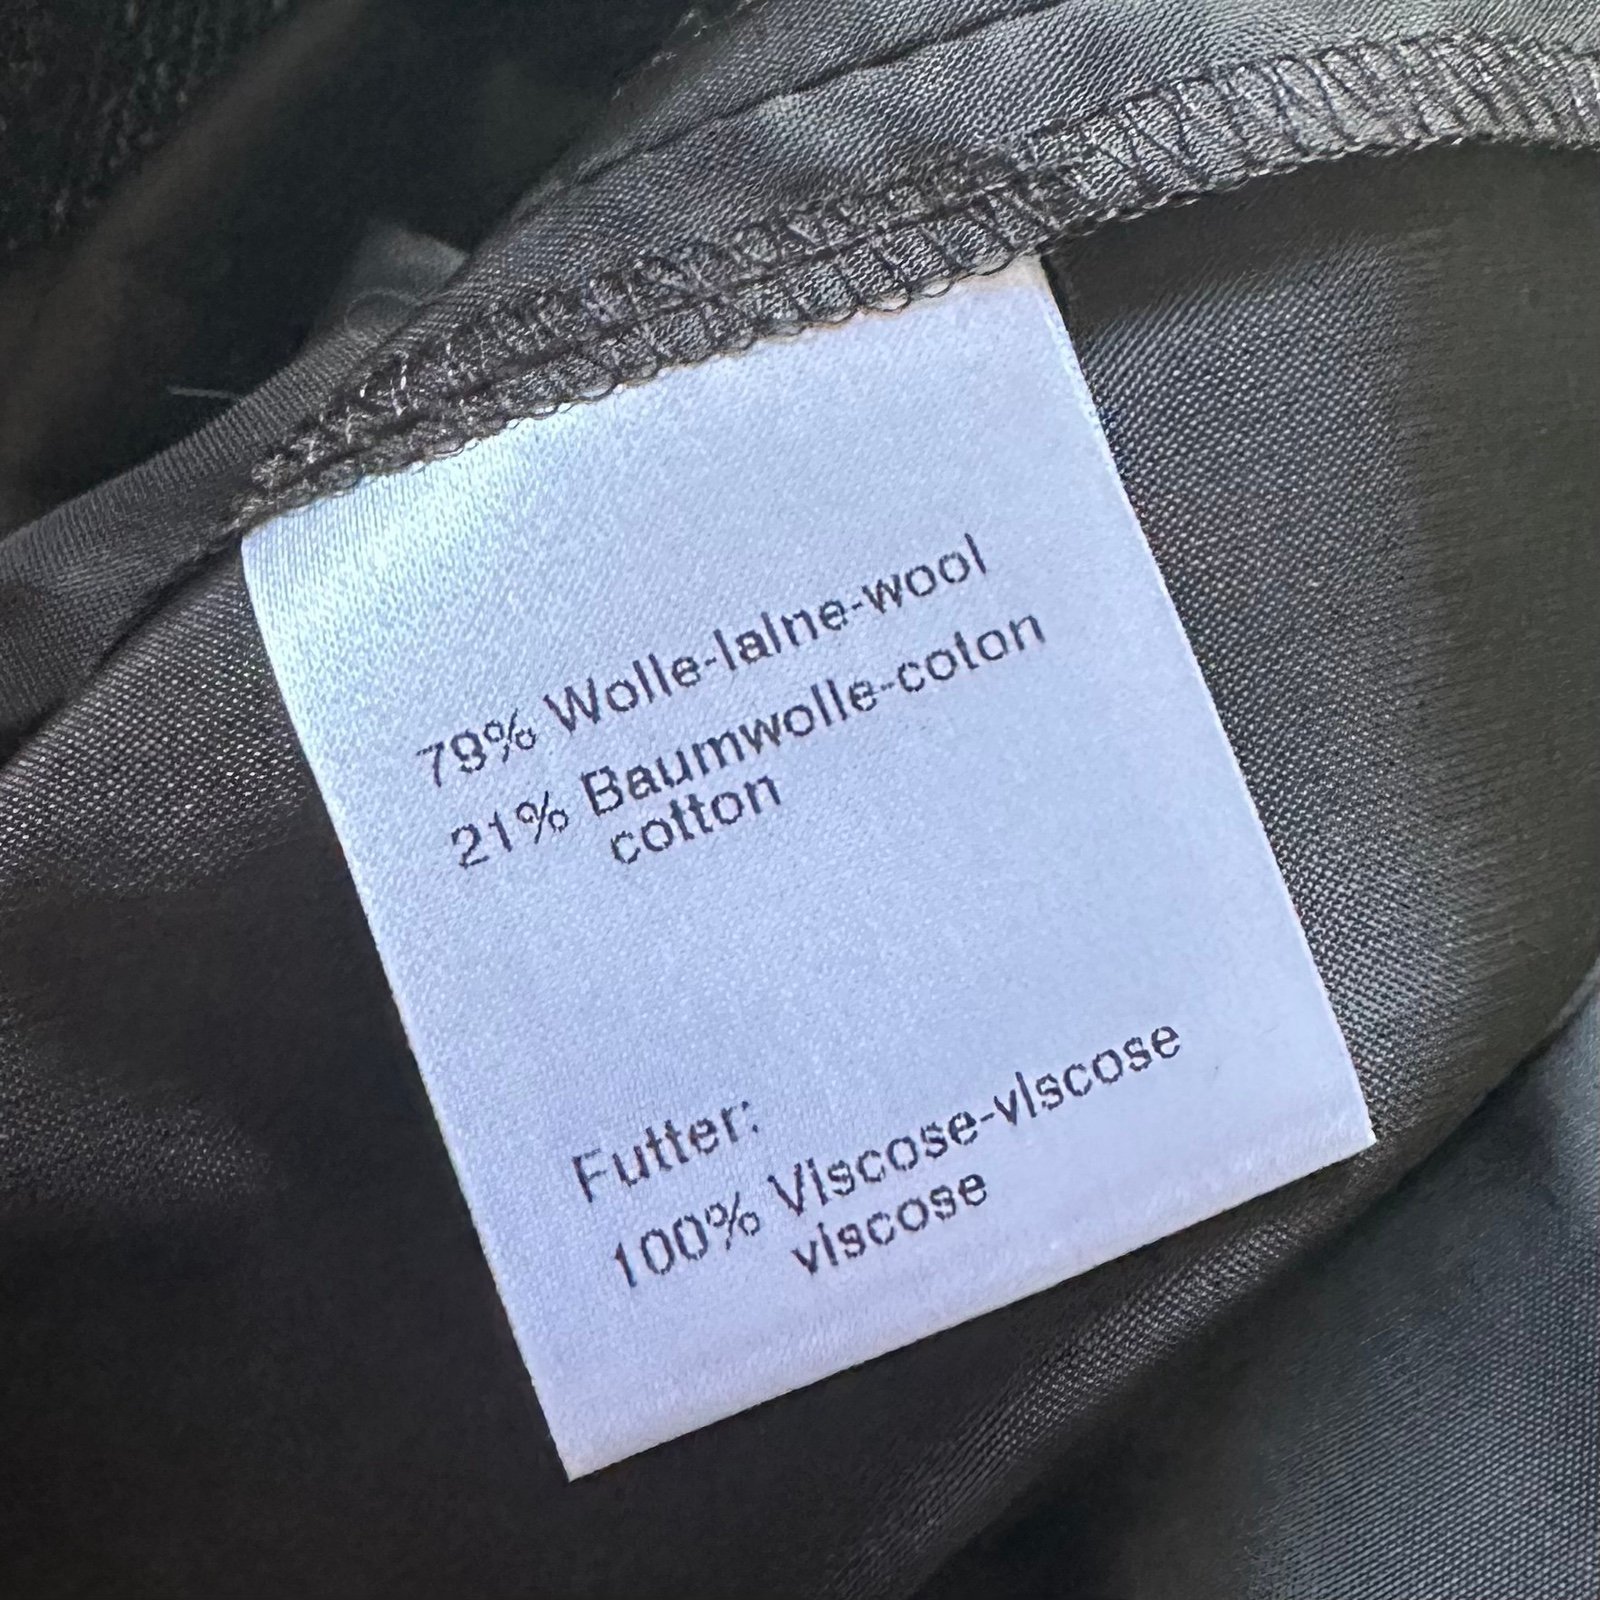 79% Wolle-laine-wool
21% Baumwolle-coton
cotton
Futter:
100% Viscose-viscose
viscose